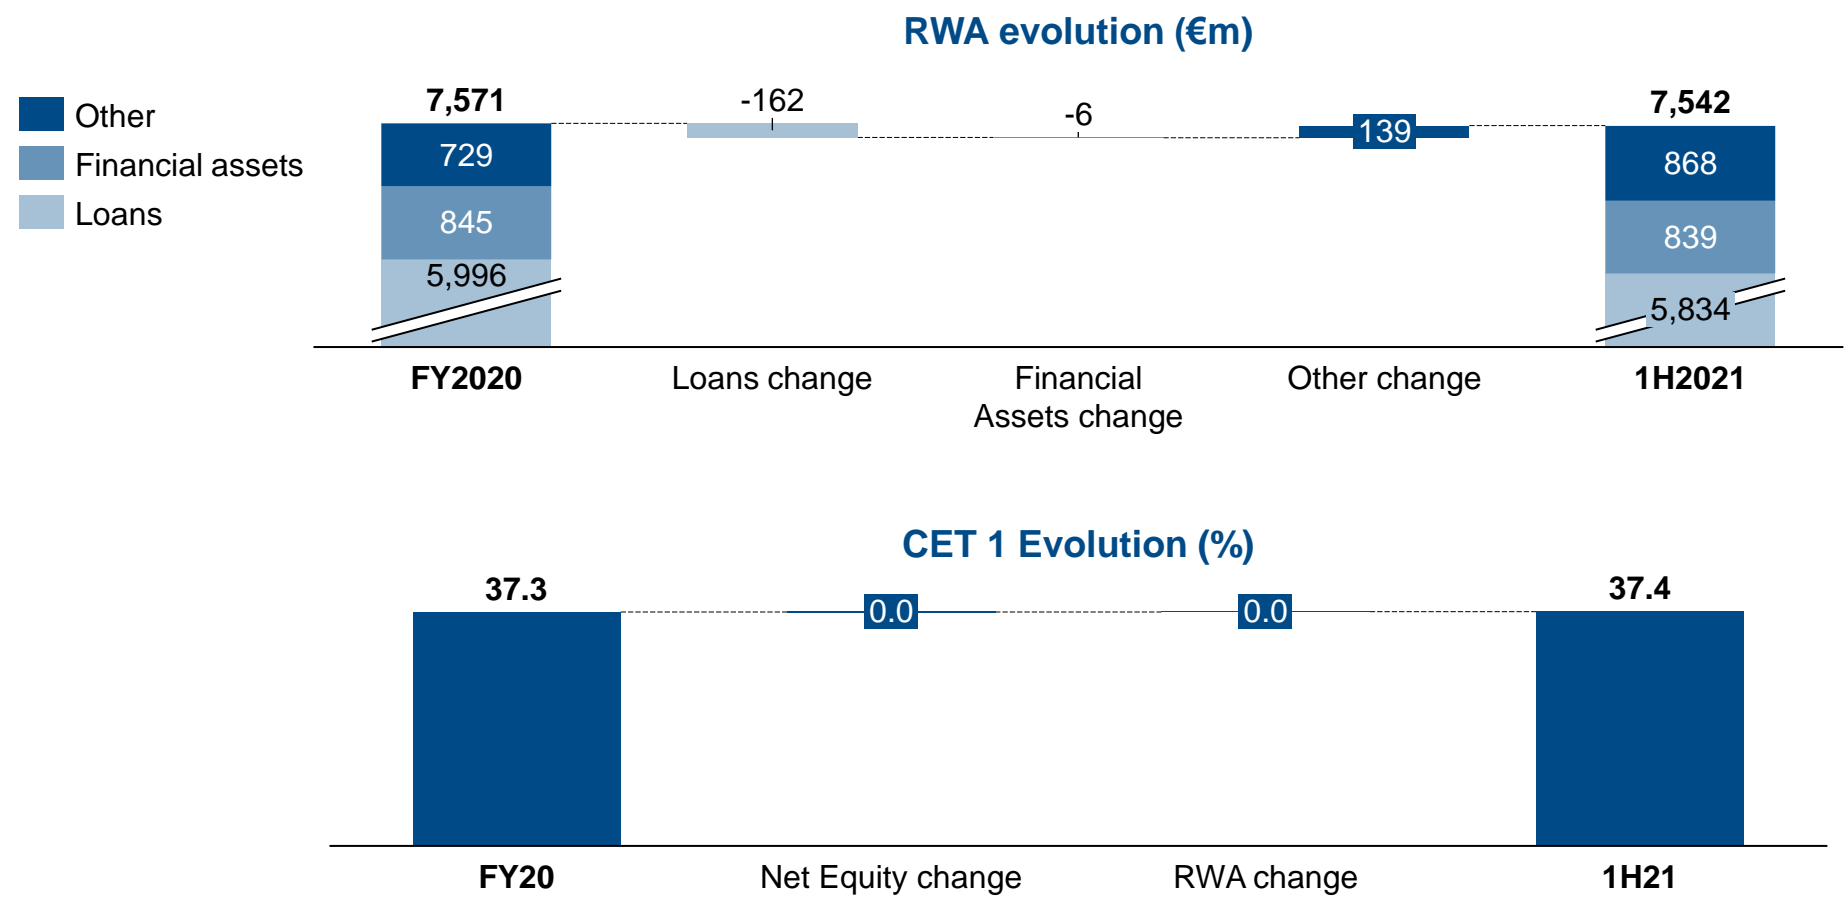 RWA evolution (€m)
Other
Financial assets
Loans
7,571
-162
-6
139
7,542
729
845
5,996
868
839
5,834
FY2020
Loans change
Financial
Assets change
Other change
1H2021
CET 1 Evolution (%)
37.3
0.0
0.0
37.4
FY20
Net Equity change
RWA change
1H21